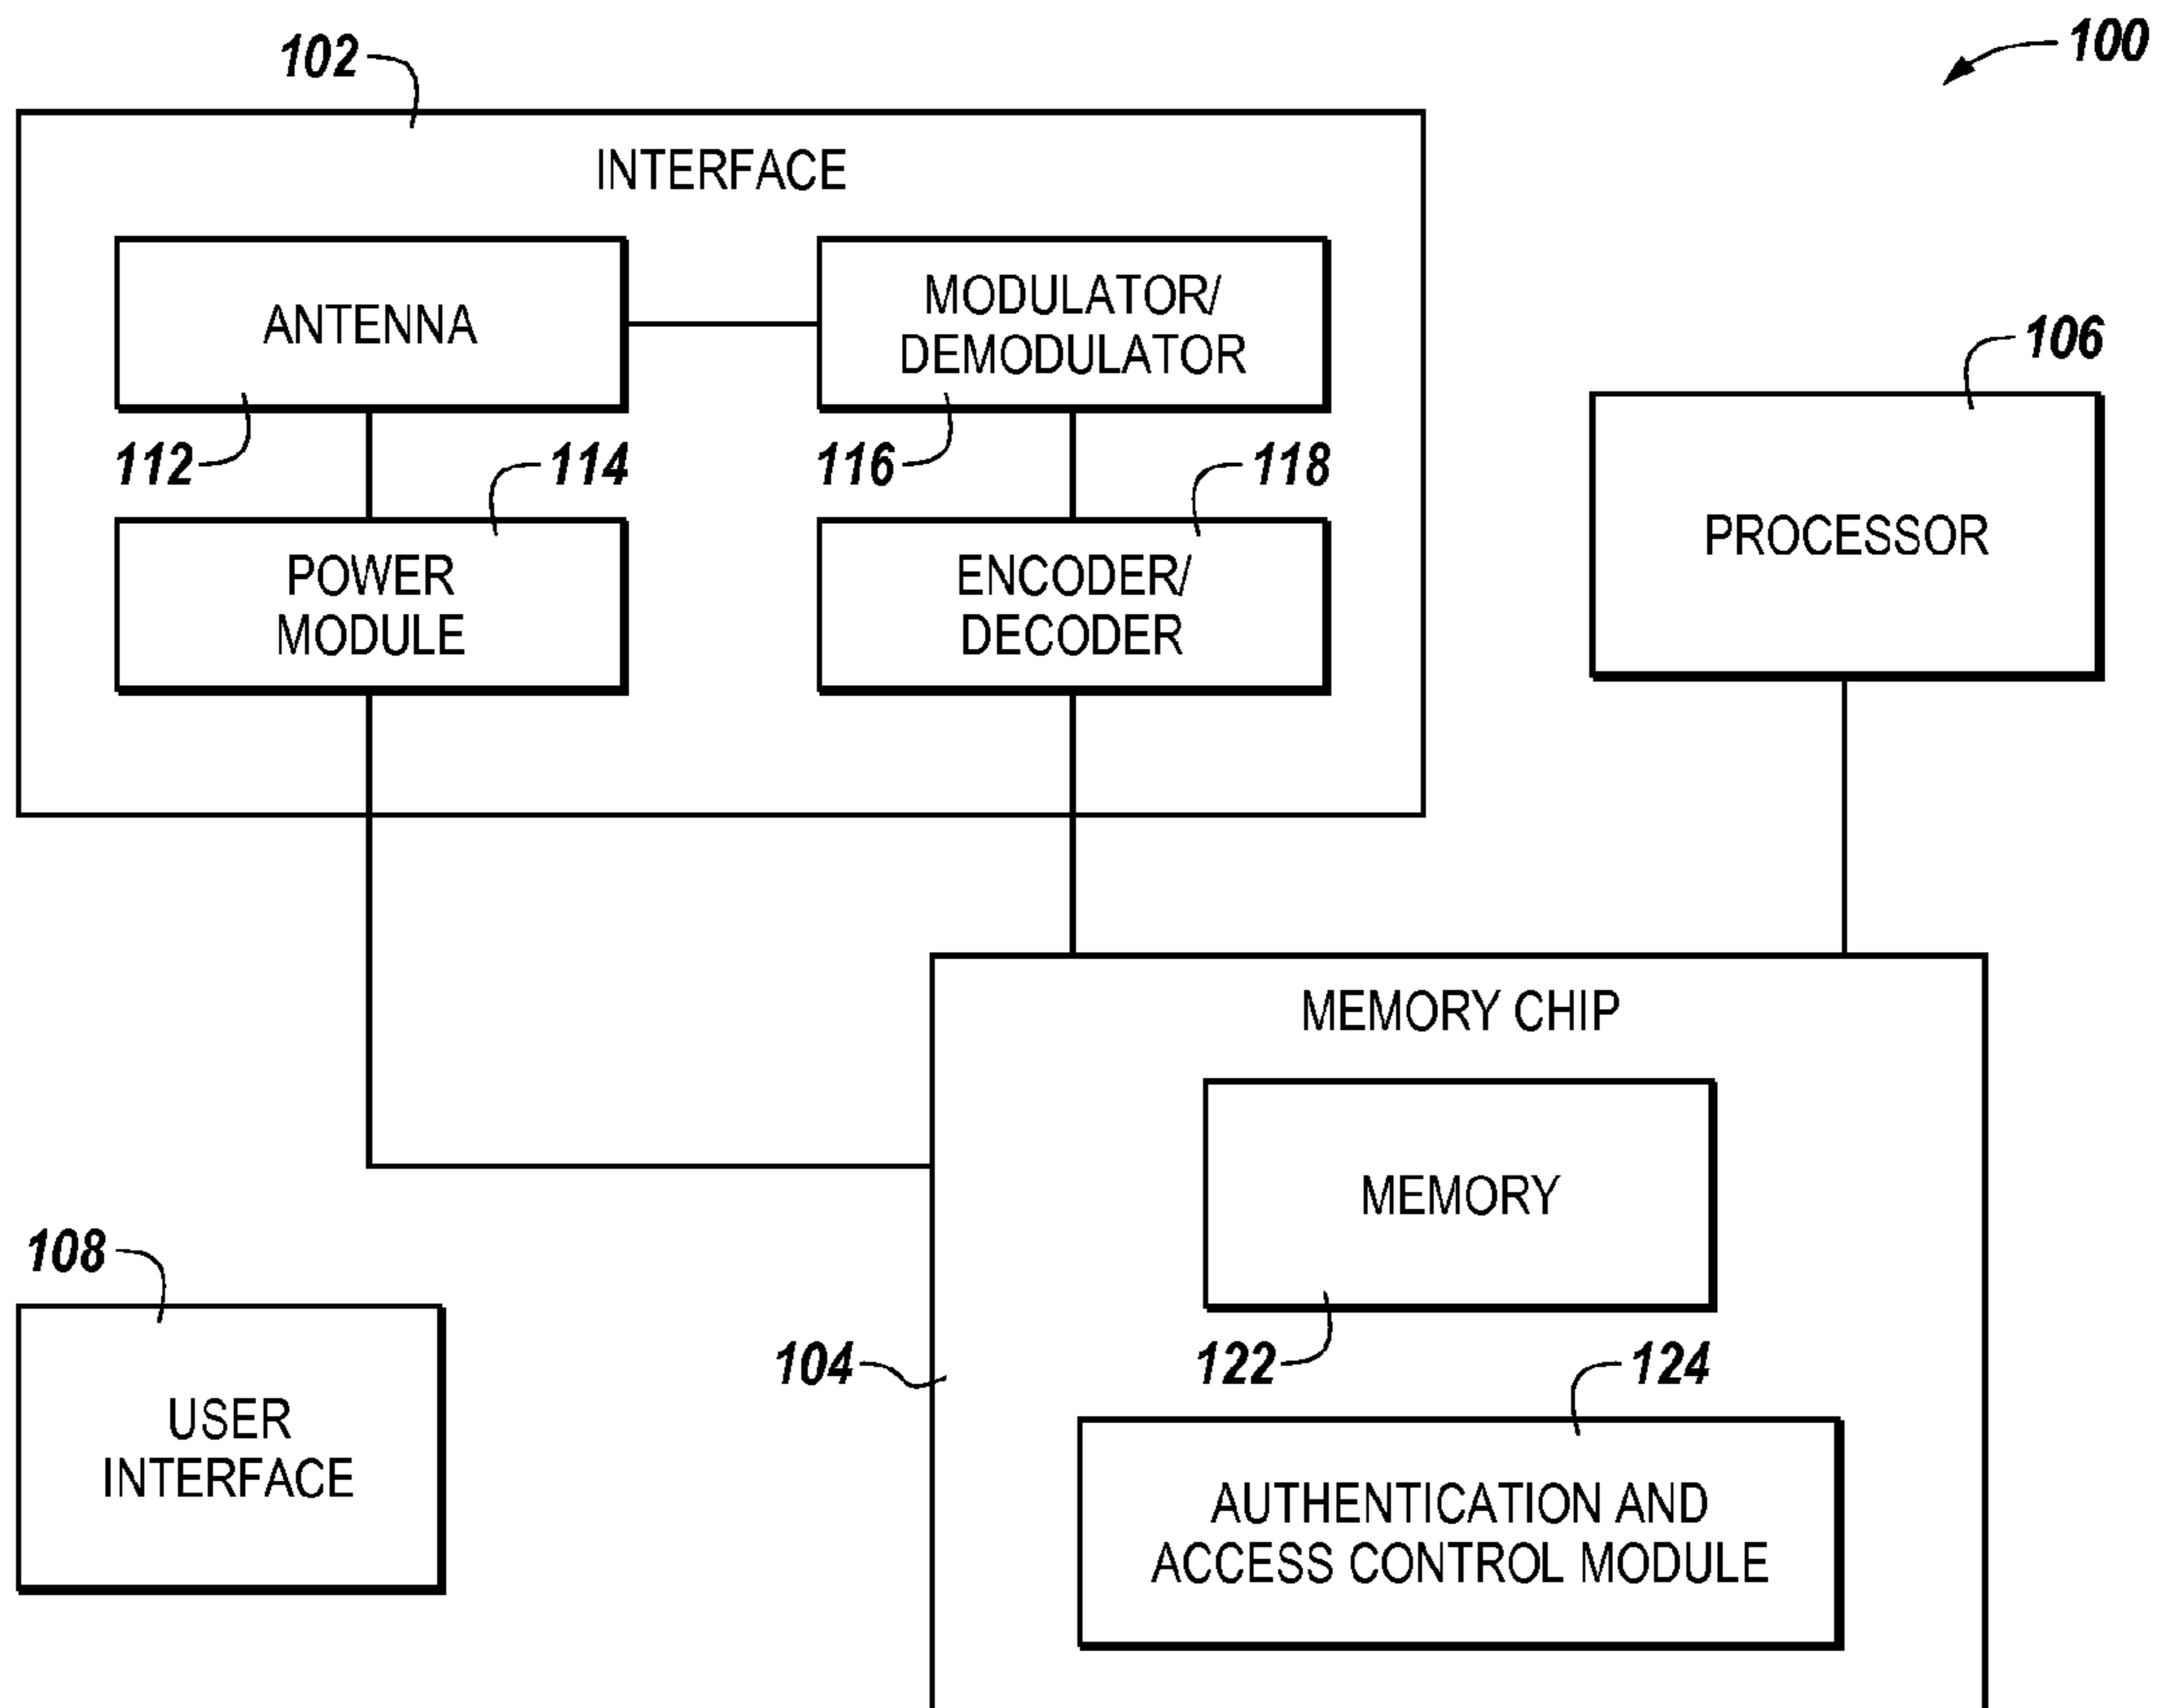 102
100
INTERFACE
ANTENNA
MODULATOR/
DEMODULATOR
106
112
114
116
118
PROCESSOR
POWER
MODULE
ENCODER/
DECODER
MEMORY CHIP
MEMORY
108
104
122
124
USER
INTERFACE
AUTHENTICATION AND
ACCESS CONTROL MODULE